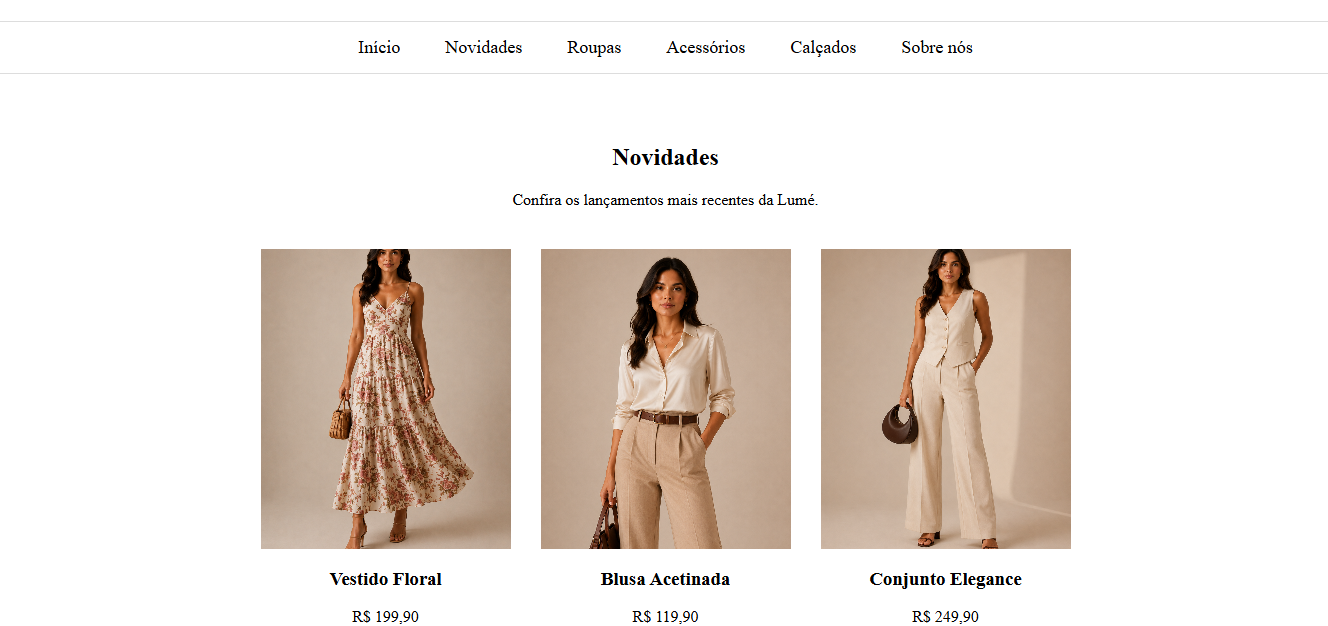 Início Novidades Roupas Acessórios Calçados Sobre nós
Novidades
Confira os lançamentos mais recentes da Lumé.
Vestido Floral Blusa Acetinada Conjunto Elegance
R$ 199,90 R$ 119,90 R$ 249,90